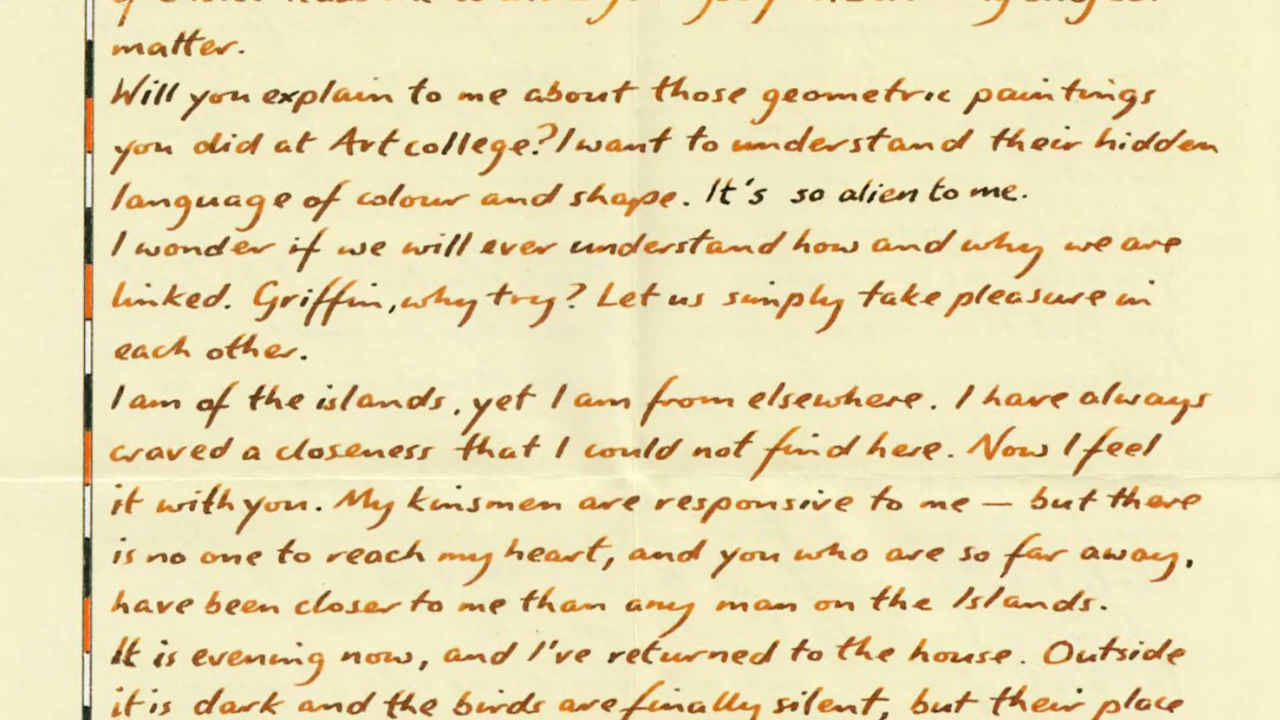 matter.
Will you explain to me about those geometric paintings
you did at Art college? I want to understand their hidden
language of colour and shape. It's so alien to me.
I wonder if we will ever understand how and why we are
linked. Griffin, why try? Let us simply take pleasure in
each other.
I am of the islands, yet I am from elsewhere. I have always
craved a closeness that I could not find here. Now I feel
it with you. My kinsmen are responsive to me — but there
is no one to reach my heart, and you who are so far away,
have been closer to me than any man on the Islands.
It is evening now, and I've returned to the house. Outside
it is dark and the birds are finally silent, but their place